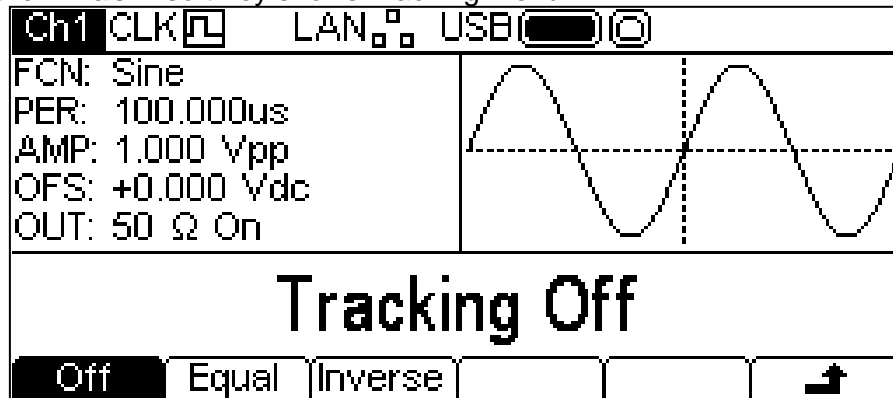 Ch1 CLK LAN USB
FCN: Sine
PER: 100.000us
AMP: 1.000 Vpp
OFS: +0.000 Vdc
OUT: 50 Ω On
Tracking Off
Off Equal Inverse